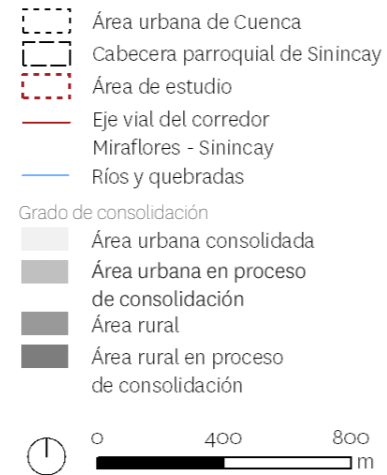 Área urbana de Cuenca
Cabecera parroquial de Sinincay
Área de estudio
Eje vial del corredor
Miraflores - Sinincay
Ríos y quebradas
Grado de consolidación
Área urbana consolidada
Área urbana en proceso
de consolidación
Área rural
Área rural en proceso
de consolidación
0 400 800
m